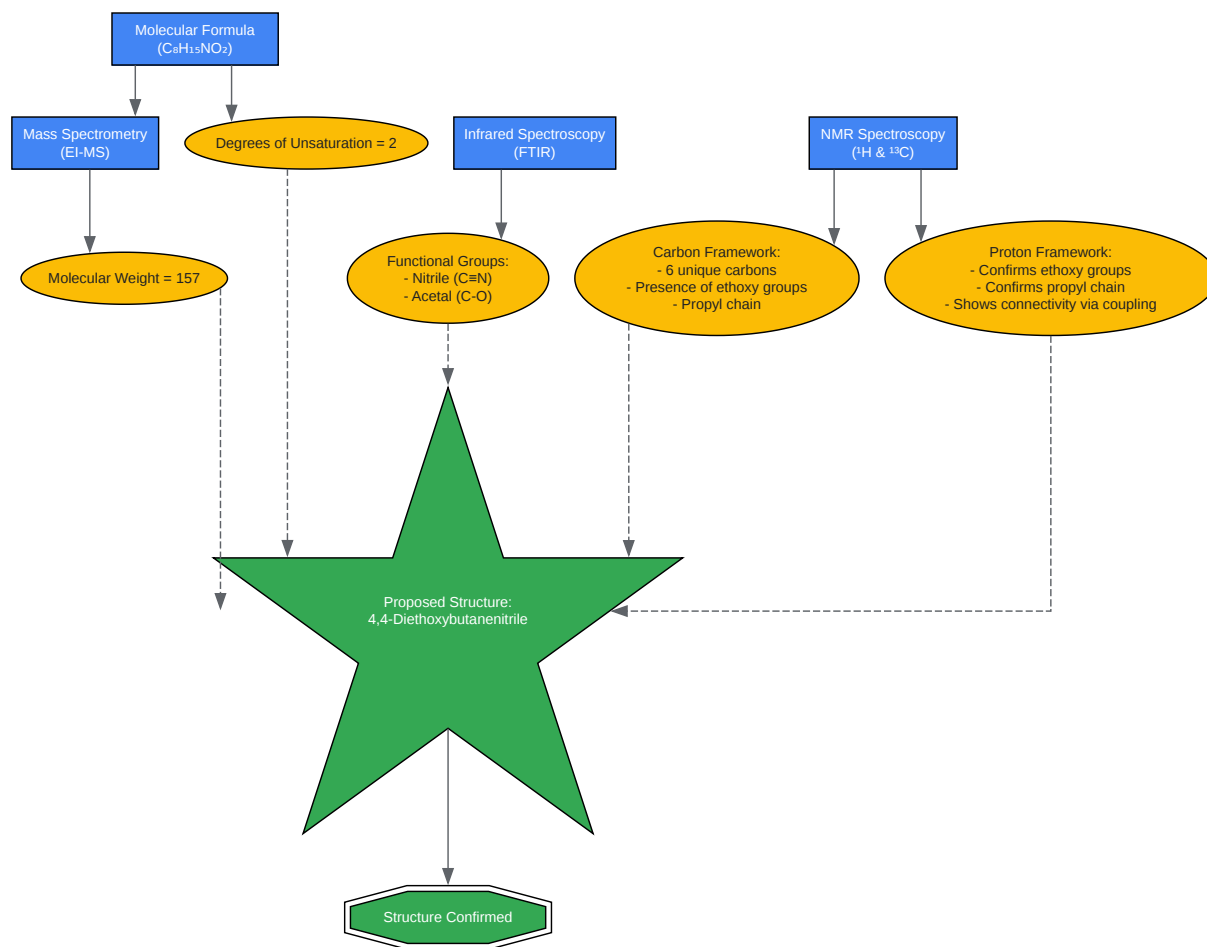 Molecular Formula
(C₈H₁₅NO₂)
Mass Spectrometry
(EI-MS)
Degrees of Unsaturation = 2
Infrared Spectroscopy
(FTIR)
NMR Spectroscopy
(¹H & ¹³C)
Molecular Weight = 157
Functional Groups:
- Nitrile (C≡N)
- Acetal (C-O)
Carbon Framework:
- 6 unique carbons
- Presence of ethoxy groups
- Propyl chain
Proton Framework:
- Confirms ethoxy groups
- Confirms propyl chain
- Shows connectivity via coupling
Proposed Structure:
4,4-Diethoxybutanenitrile
Structure Confirmed